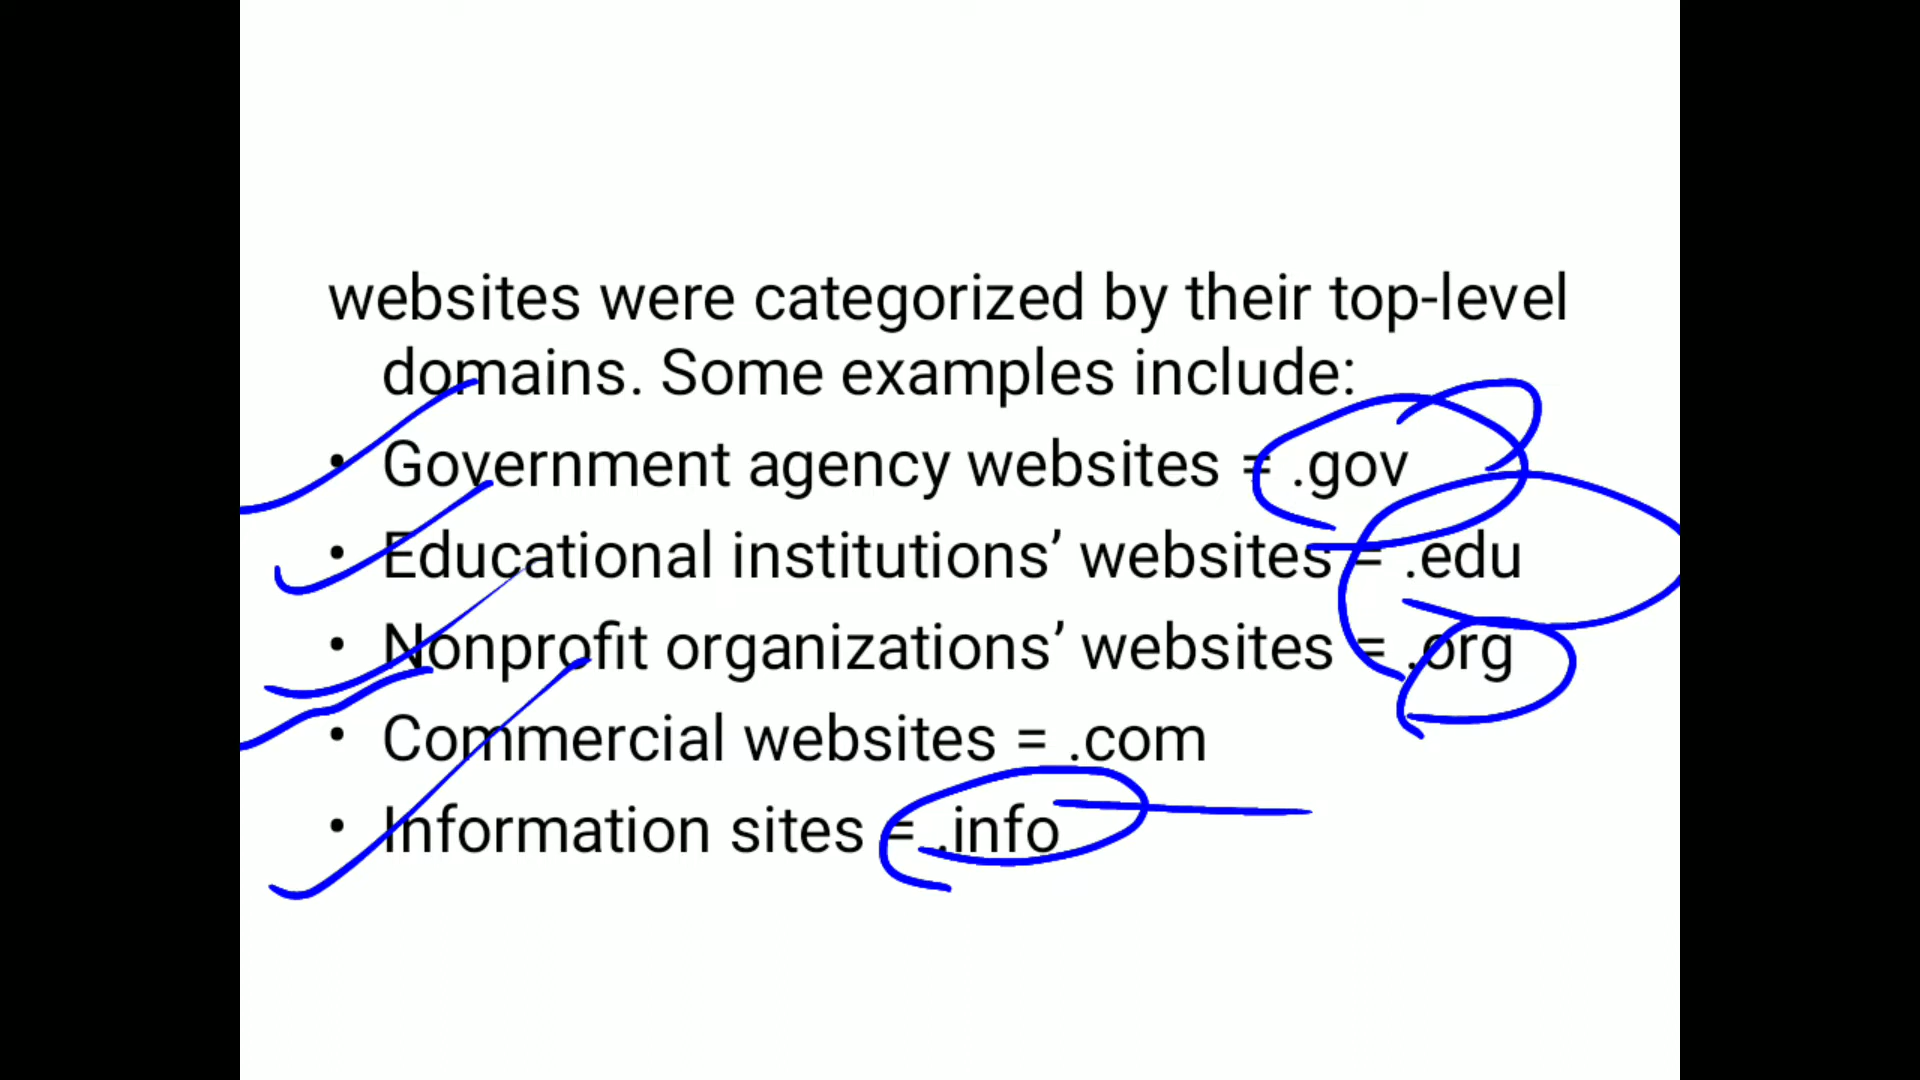 websites were categorized by their top-level
domains. Some examples include:
• Government agency websites = .gov
• Educational institutions’ websites = .edu
• Nonprofit organizations’ websites = .org
• Commercial websites = .com
• Information sites = .info